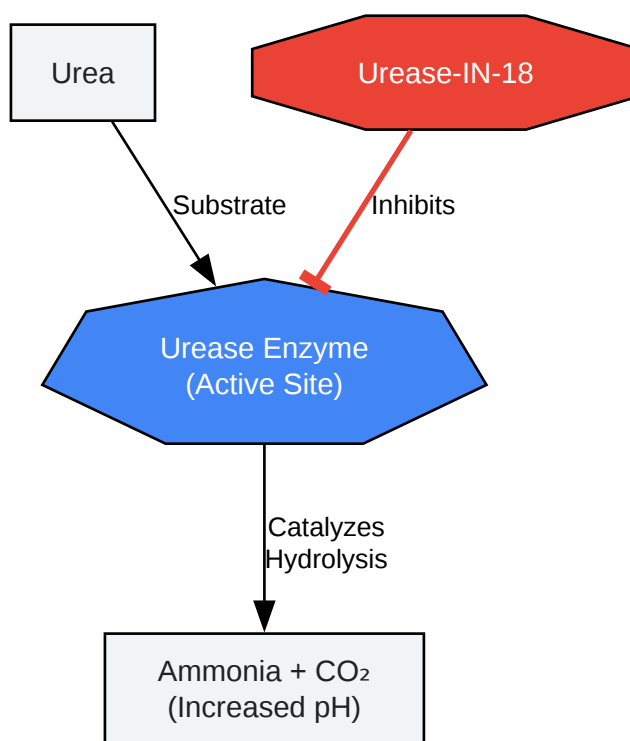 Urea
Urease-IN-18
Substrate
Inhibits
Urease Enzyme
(Active Site)
Catalyzes
Hydrolysis
Ammonia + CO₂
(Increased pH)